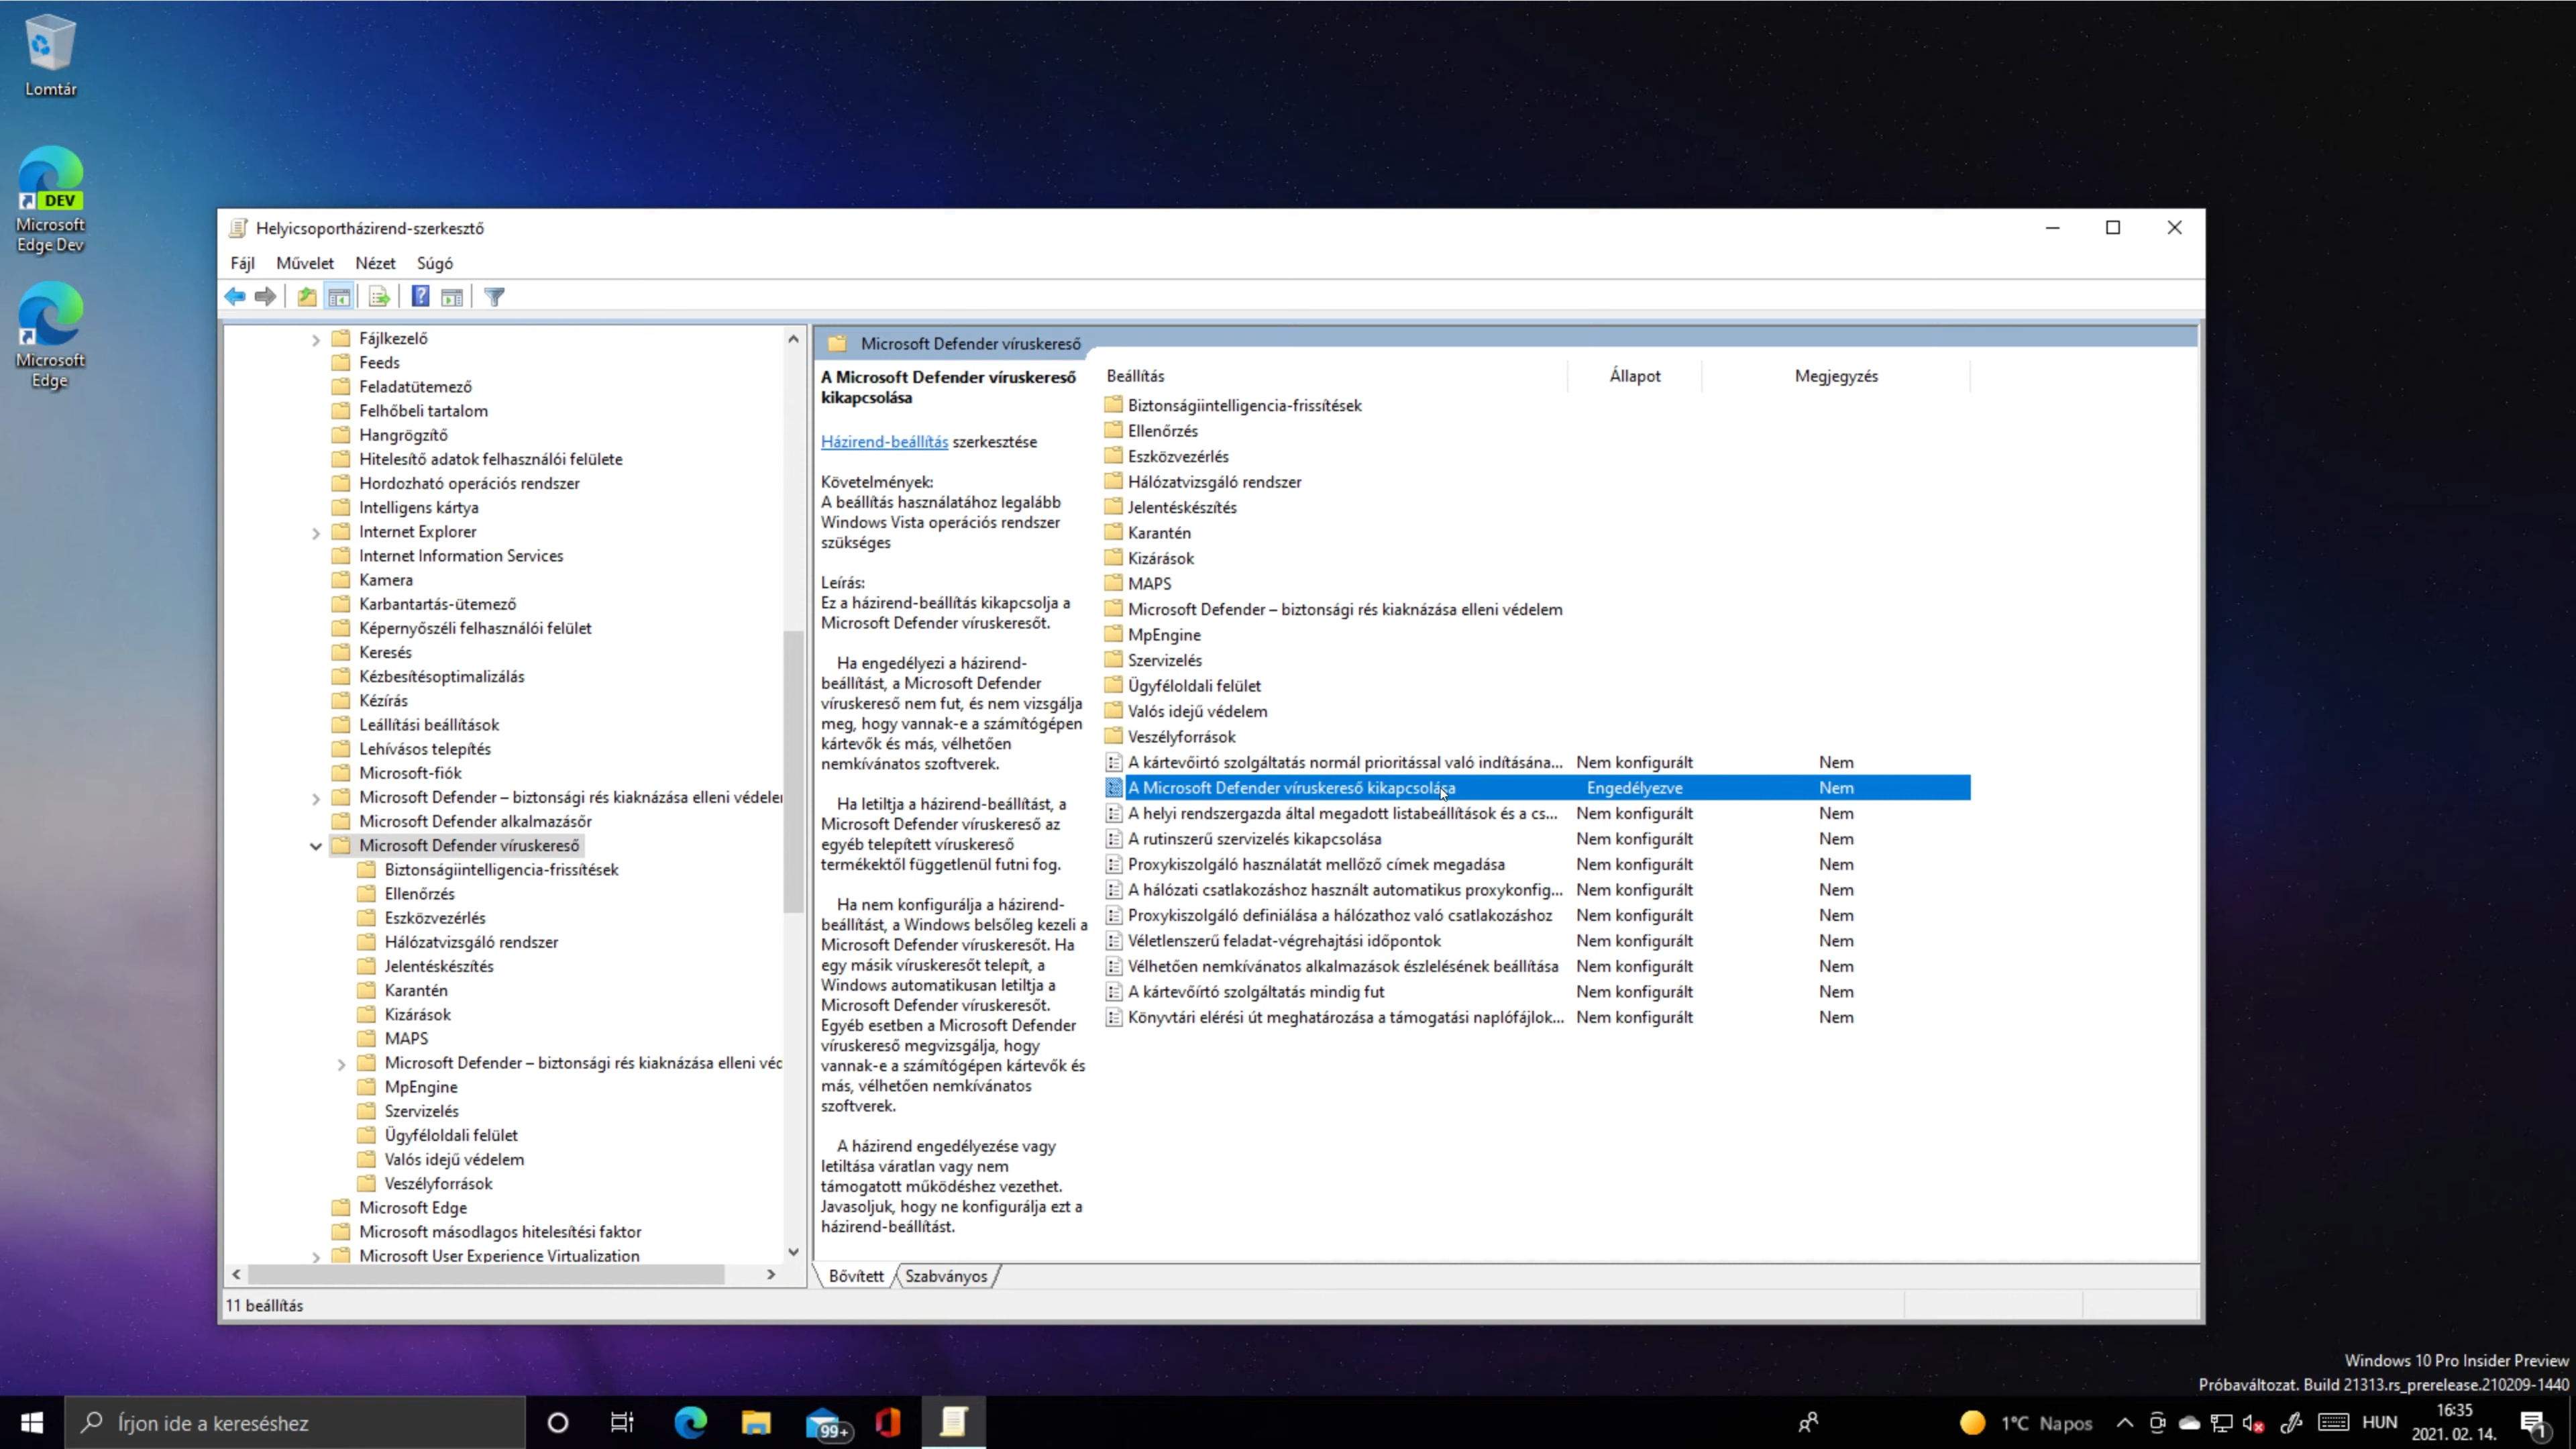 Lomtár
DEV
Microsoft
Edge Dev
Microsoft
Edge
Helyicsoportházirend-szerkesztő
Fájl Művelet Nézet Súgó
Fájlkezelő
Feeds
Feladatütemező
Felhőbeli tartalom
Hangrögzítő
Hitelesítő adatok felhasználói felülete
Hordozható operációs rendszer
Intelligens kártya
Internet Explorer
Internet Information Services
Kamera
Karbantartás-ütemező
Képernyőszéli felhasználói felület
Keresés
Kézbesítésoptimalizálás
Kézírás
Leállítási beállítások
Lehívásos telepítés
Microsoft-fiók
Microsoft Defender – biztonsági rés kiaknázása elleni védele
Microsoft Defender alkalmazásőr
Microsoft Defender víruskereső
Biztonságiintelligencia-frissítések
Ellenőrzés
Eszközvezérlés
Hálózatvizsgáló rendszer
Jelentéskészítés
Karantén
Kizárások
MAPS
Microsoft Defender – biztonsági rés kiaknázása elleni véd
MpEngine
Szervizelés
Ügyféloldali felület
Valós idejű védelem
Veszélyforrások
Microsoft Edge
Microsoft másodlagos hitelesítési faktor
Microsoft User Experience Virtualization
Microsoft Defender víruskereső
A Microsoft Defender víruskereső
kikapcsolása
Házirend-beállítás szerkesztése
Követelmények:
A beállítás használatához legalább
Windows Vista operációs rendszer
szükséges
Leírás:
Ez a házirend-beállítás kikapcsolja a
Microsoft Defender víruskeresőt.
Ha engedélyezi a házirend-
beállítást, a Microsoft Defender
víruskereső nem fut, és nem vizsgálja
meg, hogy vannak-e a számítógépen
kártevők és más, vélhetően
nemkívánatos szoftverek.
Ha letiltja a házirend-beállítást, a
Microsoft Defender víruskereső az
egyéb telepített víruskereső
termékektől függetlenül futni fog.
Ha nem konfigurálja a házirend-
beállítást, a Windows belsőleg kezeli a
Microsoft Defender víruskeresőt. Ha
egy másik víruskeresőt telepít, a
Windows automatikusan letiltja a
Microsoft Defender víruskeresőt.
Egyéb esetben a Microsoft Defender
víruskereső megvizsgálja, hogy
vannak-e a számítógépen kártevők és
más, vélhetően nemkívánatos
szoftverek.
A házirend engedélyezése vagy
letiltása váratlan vagy nem
támogatott működéshez vezethet.
Javasoljuk, hogy ne konfigurálja ezt a
házirend-beállítást.
Beállítás Állapot Megjegyzés
Biztonságiintelligencia-frissítések
Ellenőrzés
Eszközvezérlés
Hálózatvizsgáló rendszer
Jelentéskészítés
Karantén
Kizárások
MAPS
Microsoft Defender – biztonsági rés kiaknázása elleni védelem
MpEngine
Szervizelés
Ügyféloldali felület
Valós idejű védelem
Veszélyforrások
A kártevőirtó szolgáltatás normál prioritással való indításána... Nem konfigurált Nem
A Microsoft Defender víruskereső kikapcsolása Engedélyezve Nem
A helyi rendszergazda által megadott listabeállítások és a cs... Nem konfigurált Nem
A rutinszerű szervizelés kikapcsolása Nem konfigurált Nem
Proxykiszolgáló használatát mellőző címek megadása Nem konfigurált Nem
A hálózati csatlakozáshoz használt automatikus proxykonfig... Nem konfigurált Nem
Proxykiszolgáló definiálása a hálózathoz való csatlakozáshoz Nem konfigurált Nem
Véletlenszerű feladat-végrehajtási időpontok Nem konfigurált Nem
Vélhetően nemkívánatos alkalmazások észlelésének beállítása Nem konfigurált Nem
A kártevőirtó szolgáltatás mindig fut Nem konfigurált Nem
Könyvtári elérési út meghatározása a támogatási naplófájlok... Nem konfigurált Nem
Bővített Szabványos
11 beállítás
Windows 10 Pro Insider Preview
Próbaváltozat. Build 21313.rs_prerelease.210209-1440
Írjon ide a kereséshez
99+
1°C Napos
HUN
16:35
2021. 02. 14.
1